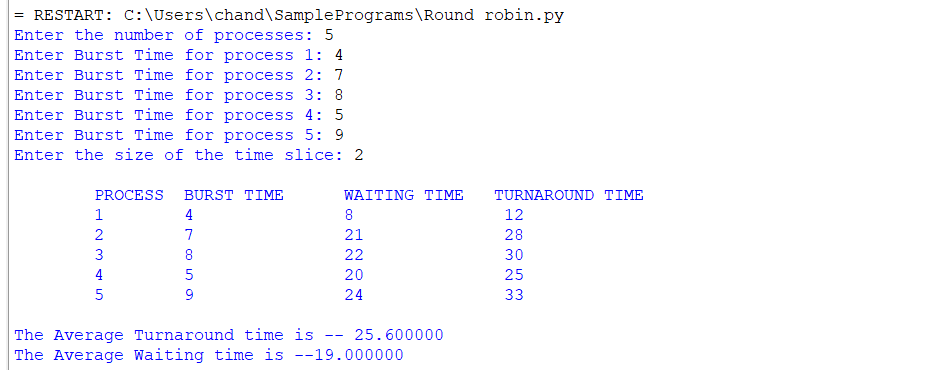 = RESTART: C:\Users\chand\SamplePrograms\Round robin.py
Enter the number of processes: 5
Enter Burst Time for process 1: 4
Enter Burst Time for process 2: 7
Enter Burst Time for process 3: 8
Enter Burst Time for process 4: 5
Enter Burst Time for process 5: 9
Enter the size of the time slice: 2
PROCESS BURST TIME WAITING TIME TURNAROUND TIME
1 4 8 12
2 7 21 28
3 8 22 30
4 5 20 25
5 9 24 33
The Average Turnaround time is -- 25.600000
The Average Waiting time is --19.000000